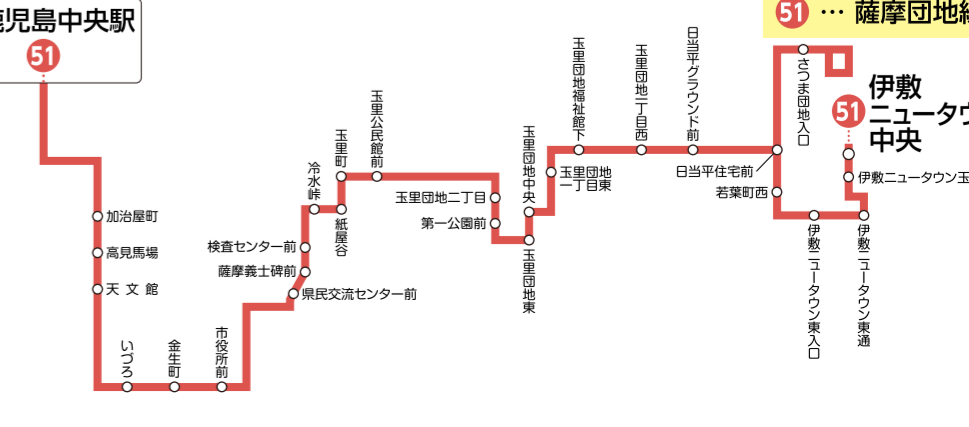 鹿児島中央駅
51
加治屋町
高見馬場
天文館
いづろ
金生町
市役所前
県民交流センター前
薩摩義士碑前
検査センター前
冷水峠
紙屋谷
玉里町
玉里公民館前
玉里団地二丁目
第一公園前
玉里団地東
玉里団地中央
玉里団地
一丁目東
玉里団地福祉館下
玉里団地一丁目西
日当平グラウンド前
日当平住宅前
若葉町西
伊敷ニュータウン東入口
伊敷ニュータウン東通
伊敷ニュータウン玉
51
伊敷
ニュータウ
中央
さつま団地入口
51 … 薩摩団地線